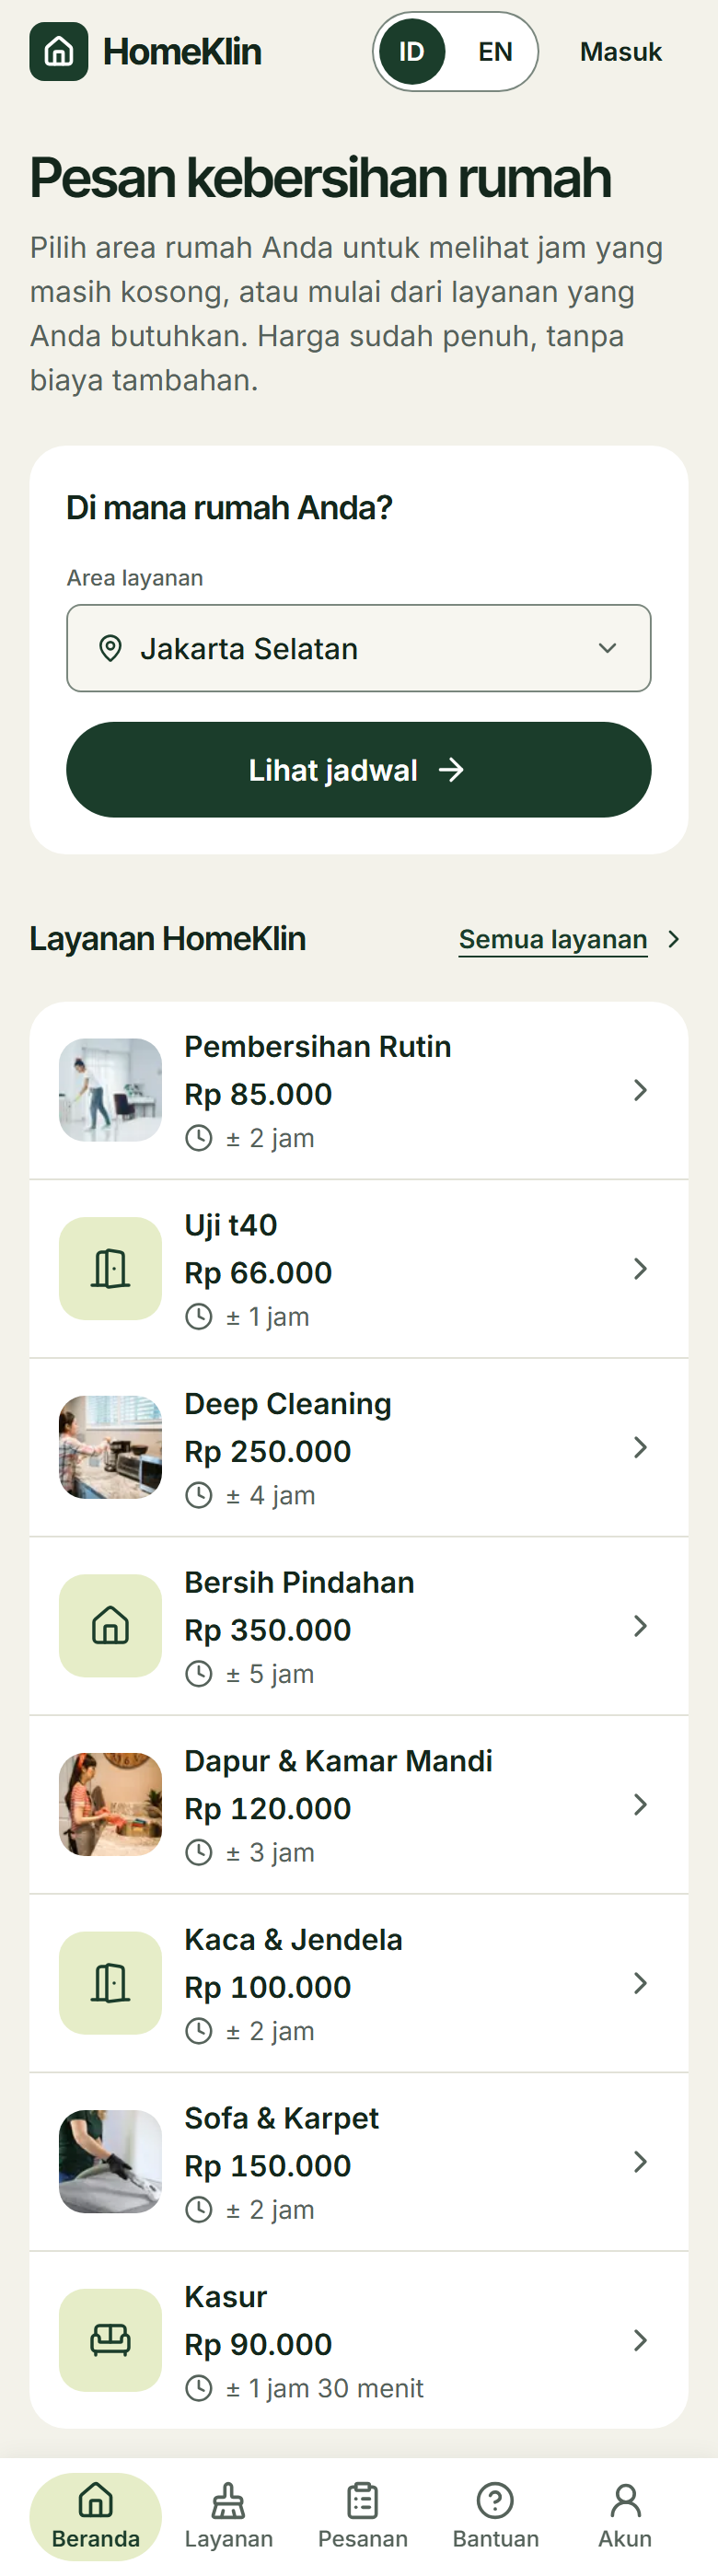 HomeKlin
ID EN
Masuk
Pesan kebersihan rumah
Pilih area rumah Anda untuk melihat jam yang
masih kosong, atau mulai dari layanan yang
Anda butuhkan. Harga sudah penuh, tanpa
biaya tambahan.
Di mana rumah Anda?
Area layanan
Jakarta Selatan
Lihat jadwal
Layanan HomeKlin
Semua layanan
Pembersihan Rutin
Rp 85.000
± 2 jam
Uji t40
Rp 66.000
± 1 jam
Deep Cleaning
Rp 250.000
± 4 jam
Bersih Pindahan
Rp 350.000
± 5 jam
Dapur & Kamar Mandi
Rp 120.000
± 3 jam
Kaca & Jendela
Rp 100.000
± 2 jam
Sofa & Karpet
Rp 150.000
± 2 jam
Kasur
Rp 90.000
± 1 jam 30 menit
Beranda
Layanan
Pesanan
Bantuan
Akun